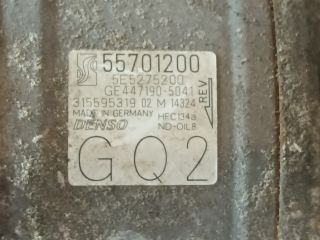 55701200
5E5275200
GE447190-5041
315595319 02 M 14324
MADE IN GERMANY HFC134a
DENSO ND-OIL8
REV
GQ2